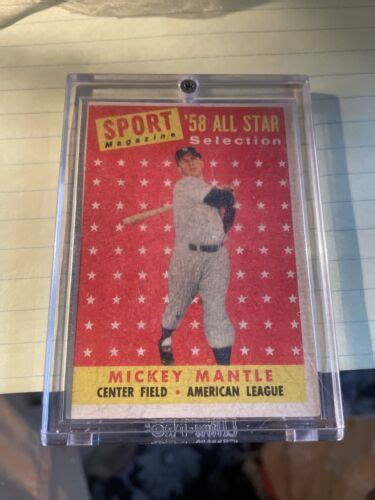 SPORT '58 ALL STAR
Magazine Selection
MICKEY MANTLE
CENTER FIELD • AMERICAN LEAGUE